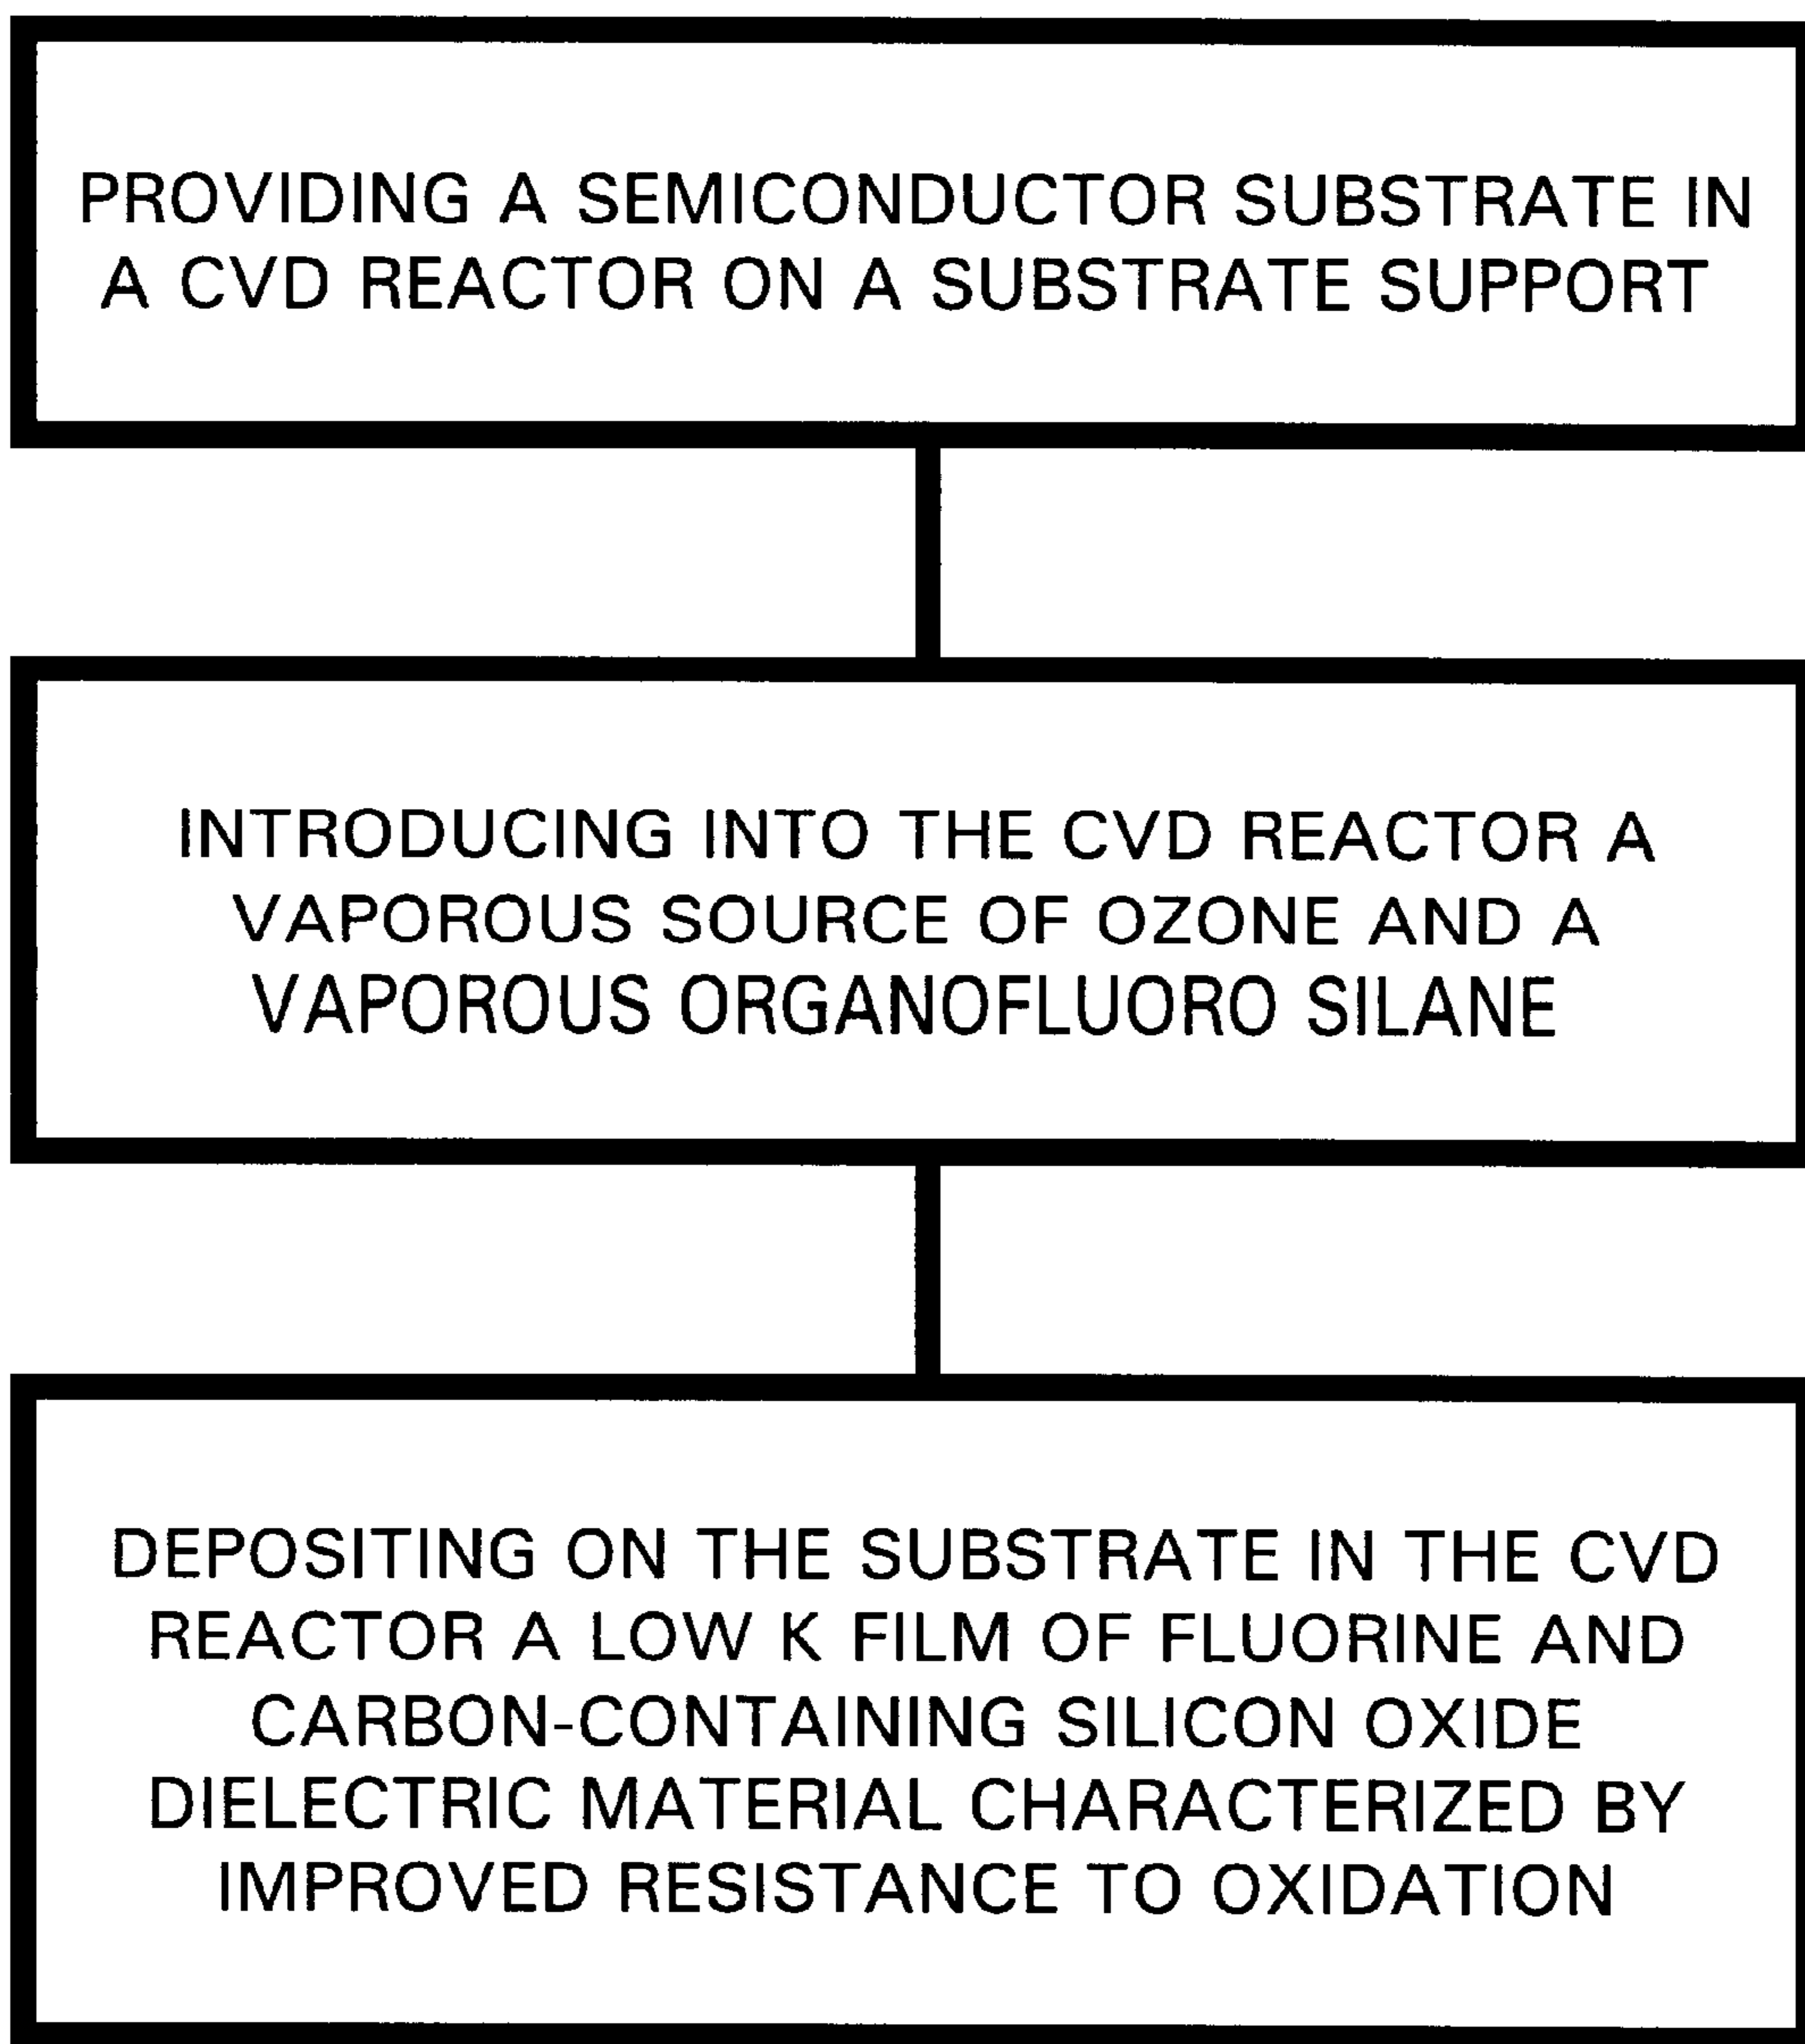 PROVIDING A SEMICONDUCTOR SUBSTRATE IN
A CVD REACTOR ON A SUBSTRATE SUPPORT
INTRODUCING INTO THE CVD REACTOR A
VAPOROUS SOURCE OF OZONE AND A
VAPOROUS ORGANOFLUORO SILANE
DEPOSITING ON THE SUBSTRATE IN THE CVD
REACTOR A LOW K FILM OF FLUORINE AND
CARBON-CONTAINING SILICON OXIDE
DIELECTRIC MATERIAL CHARACTERIZED BY
IMPROVED RESISTANCE TO OXIDATION